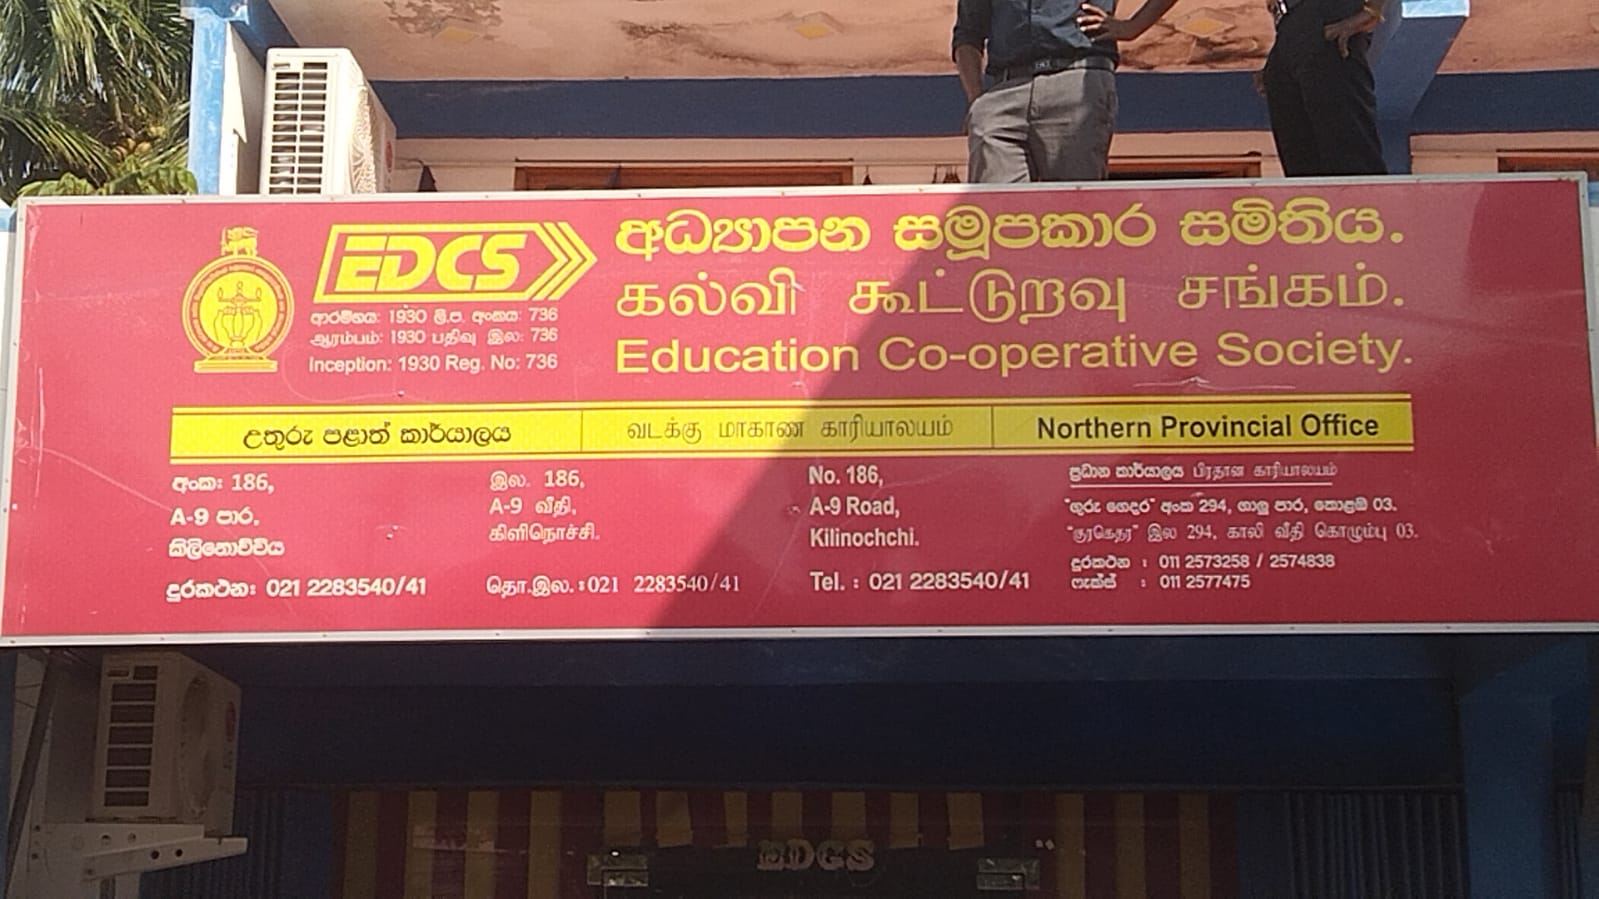 EDCS
ආරම්භය: 1930 ලි.ප. අංකය: 736
ஆரம்பம்: 1930 பதிவு இல: 736
Inception: 1930 Reg. No: 736
අධ්‍යාපන සමූපකාර සමිතිය.
கல்வி கூட்டுறவு சங்கம்.
Education Co-operative Society.
උතුරු පළාත් කාර්යාලය
வடக்கு மாகாண காரியாலயம்
Northern Provincial Office
අංක: 186,
A-9 පාර,
කිලිනොච්චිය
දුරකථන: 021 2283540/41
இல. 186,
A-9 வீதி,
கிளிநொச்சி.
தொ.இல.: 021 2283540/41
No. 186,
A-9 Road,
Kilinochchi.
Tel. : 021 2283540/41
ප්‍රධාන කාර්යාලය பிரதான காரியாலயம்
"ගුරු ගෙදර" අංක 294, ගාලු පාර, කොළඹ 03.
"குரகெதர" இல 294, காலி வீதி கொழும்பு 03.
දුරකථන : 011 2573258 / 2574838
ෆැක්ස් : 011 2577475
EDCS